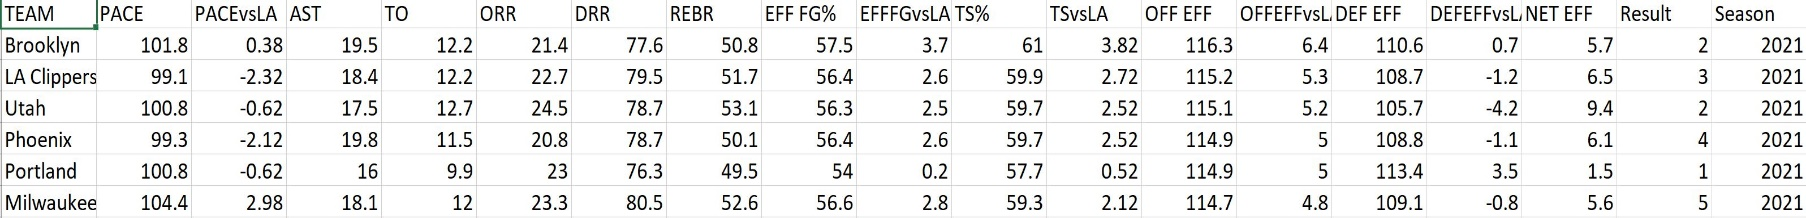 TEAM PACE PACEvsLA AST TO ORR DRR REBR EFF FG% EFFFGvsLA TS% TSvsLA OFF EFF OFFEFFvsL DEF EFF DEFEFFvsL NET EFF Result Season
Brooklyn 101.8 0.38 19.5 12.2 21.4 77.6 50.8 57.5 3.7 61 3.82 116.3 6.4 110.6 0.7 5.7 2 2021
LA Clippers 99.1 -2.32 18.4 12.2 22.7 79.5 51.7 56.4 2.6 59.9 2.72 115.2 5.3 108.7 -1.2 6.5 3 2021
Utah 100.8 -0.62 17.5 12.7 24.5 78.7 53.1 56.3 2.5 59.7 2.52 115.1 5.2 105.7 -4.2 9.4 2 2021
Phoenix 99.3 -2.12 19.8 11.5 20.8 78.7 50.1 56.4 2.6 59.7 2.52 114.9 5 108.8 -1.1 6.1 4 2021
Portland 100.8 -0.62 16 9.9 23 76.3 49.5 54 0.2 57.7 0.52 114.9 5 113.4 3.5 1.5 1 2021
Milwaukee 104.4 2.98 18.1 12 23.3 80.5 52.6 56.6 2.8 59.3 2.12 114.7 4.8 109.1 -0.8 5.6 5 2021